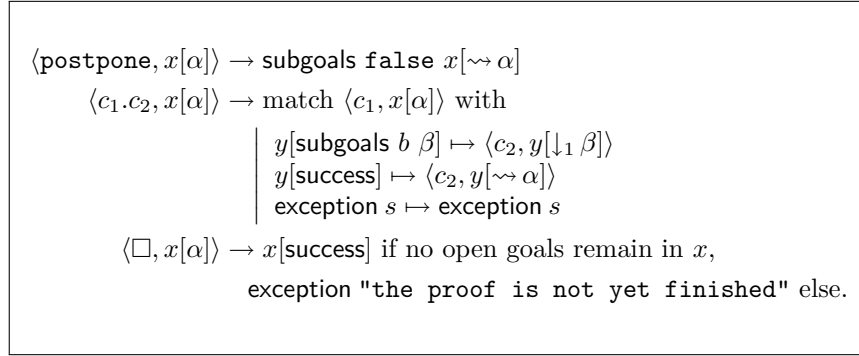 ⟨postpone, x[α]⟩ → subgoals false x[⇝ α]
⟨c₁.c₂, x[α]⟩ → match ⟨c₁, x[α]⟩ with
y[subgoals b β] ↦ ⟨c₂, y[↓₁ β]⟩
y[success] ↦ ⟨c₂, y[⇝ α]⟩
exception s ↦ exception s
⟨□, x[α]⟩ → x[success] if no open goals remain in x,
exception "the proof is not yet finished" else.